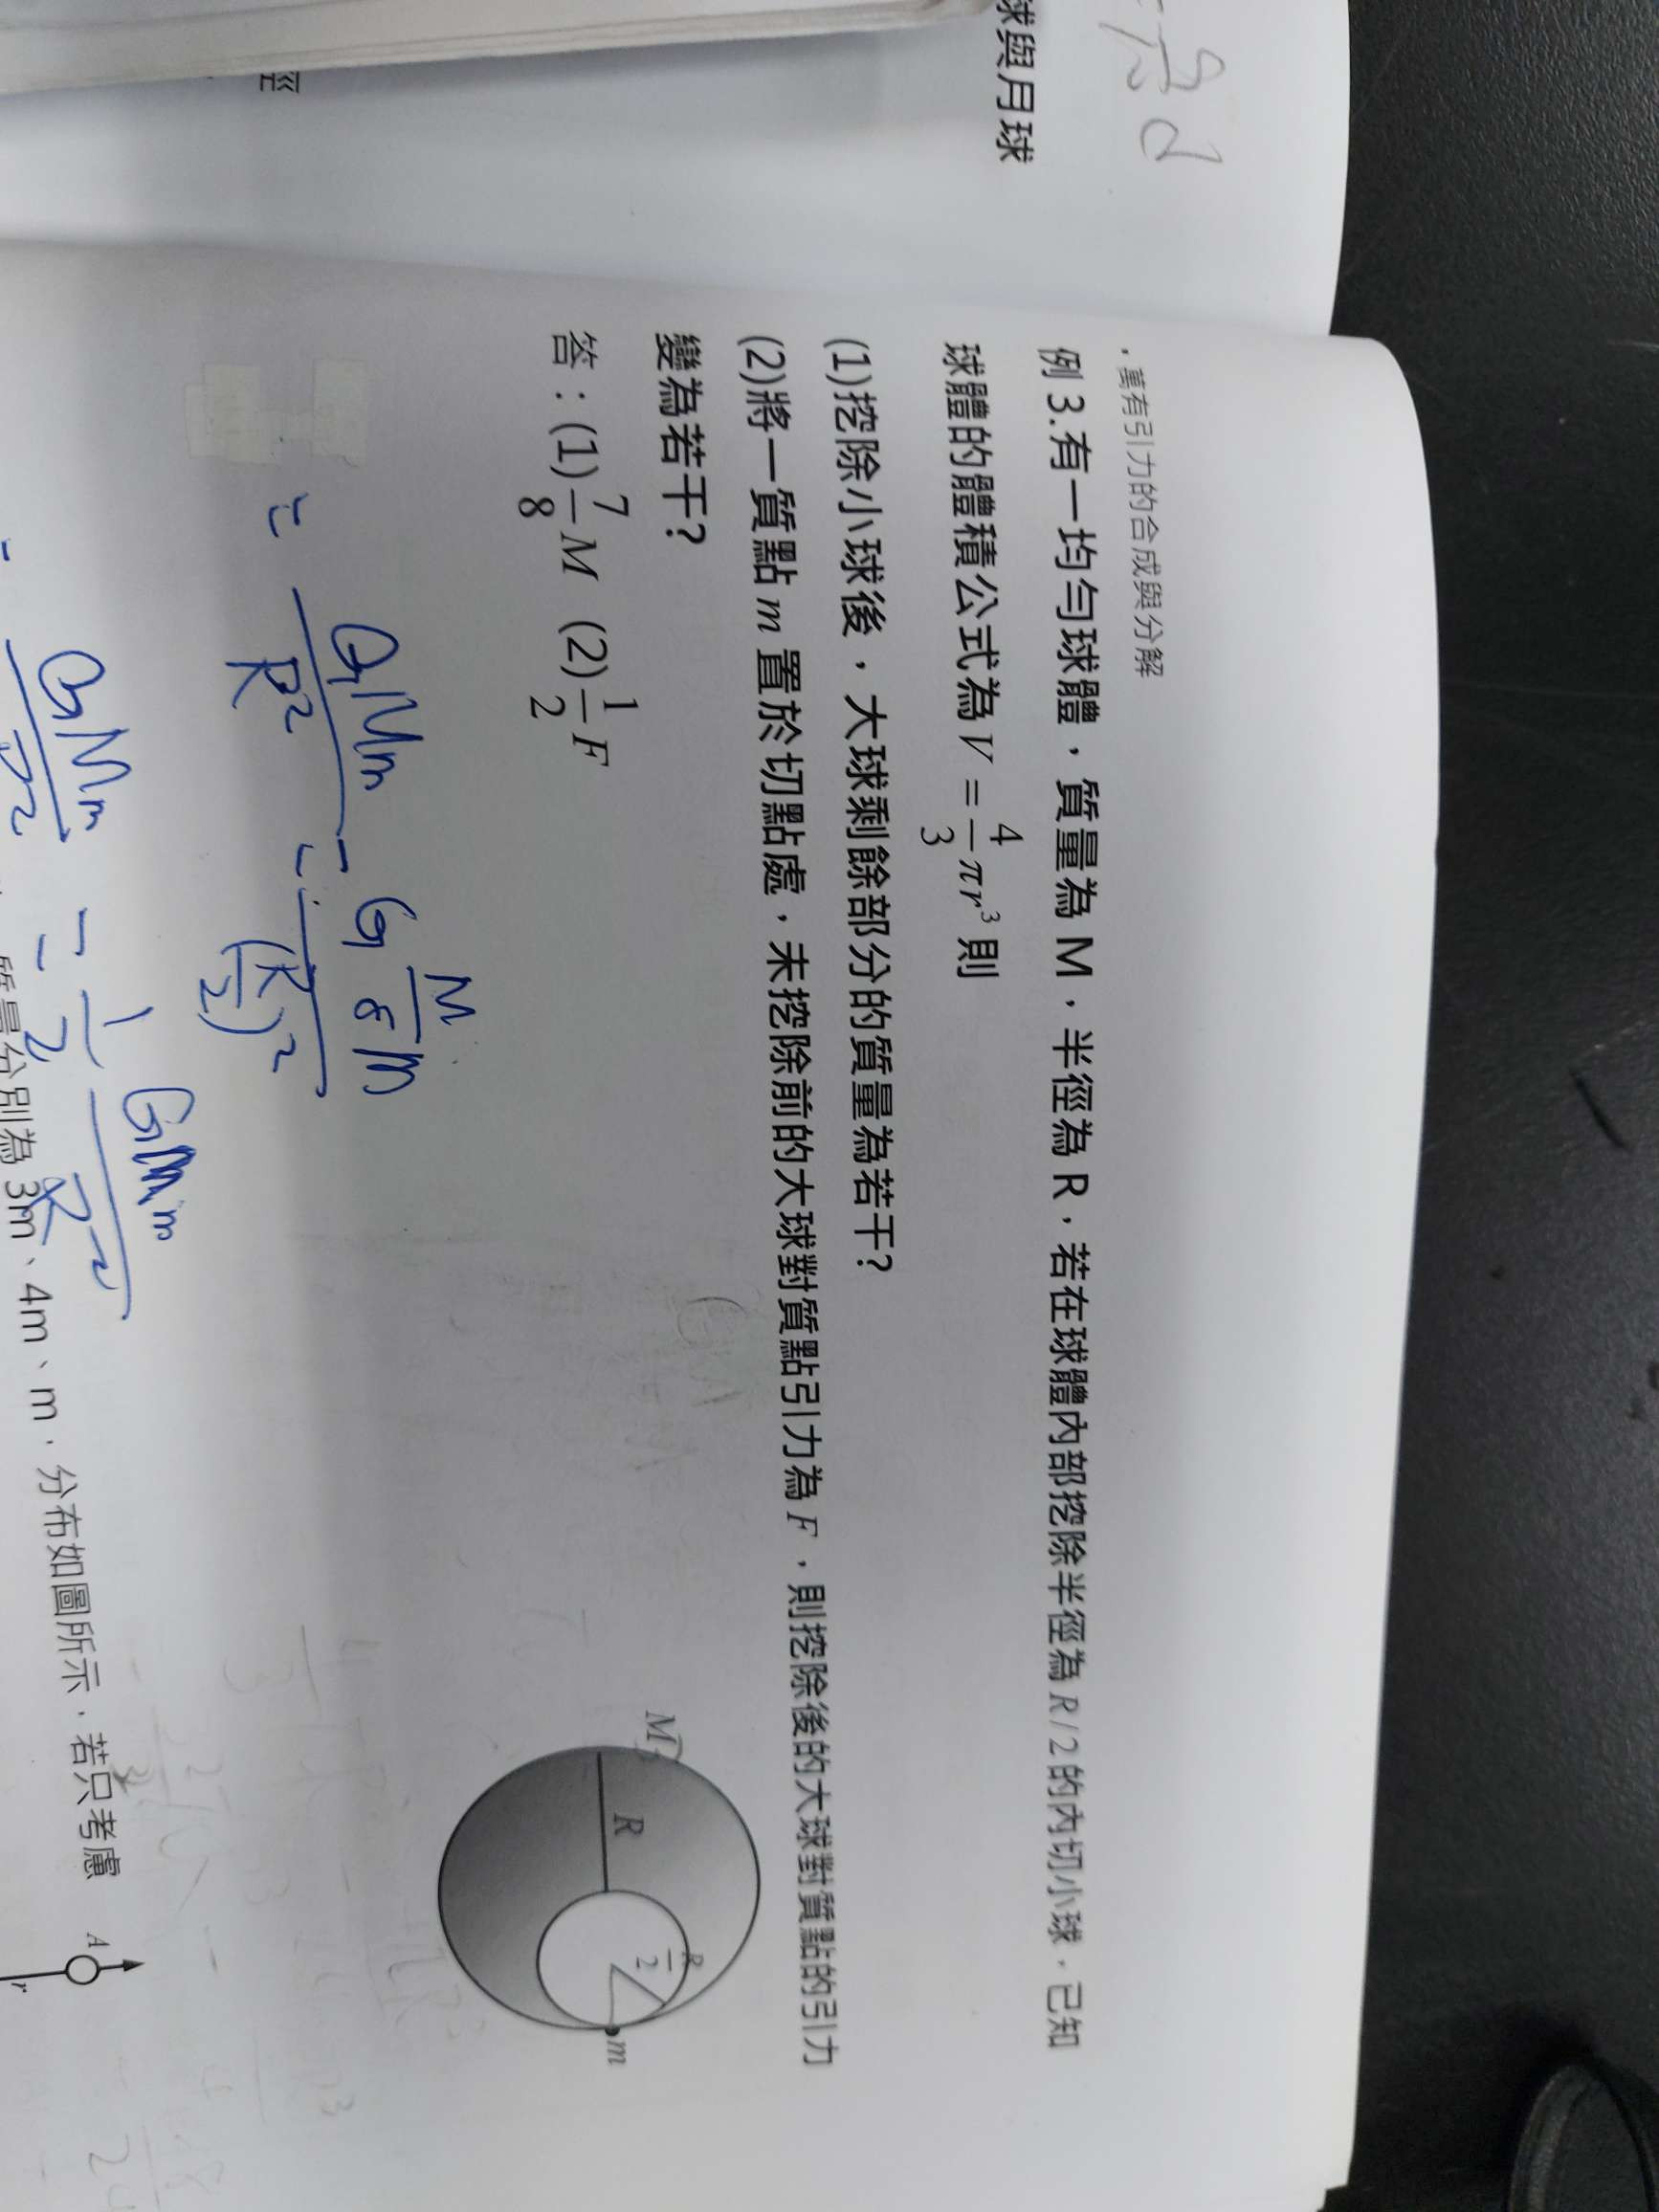 球與月球
徑
.萬有引力的合成與分解
例 3.有一均勻球體，質量為 M，半徑為 R，若在球體內部挖除半徑為 R/2 的內切小球，已知
球體的體積公式為 V = 4/3 πr³ 則
(1)挖除小球後，大球剩餘部分的質量為若干?
(2)將一質點 m 置於切點處，未挖除前的大球對質點引力為 F，則挖除後的大球對質點的引力
變為若干?
答：(1) 7/8 M (2) 1/2 F
M
R
R/2
m
= GMm/R² - G M/8 m/(R/2)²
GMm - 1/2 GMm/R²
質量分別為 3m、4m、m，分布如圖所示，若只考慮
A
r